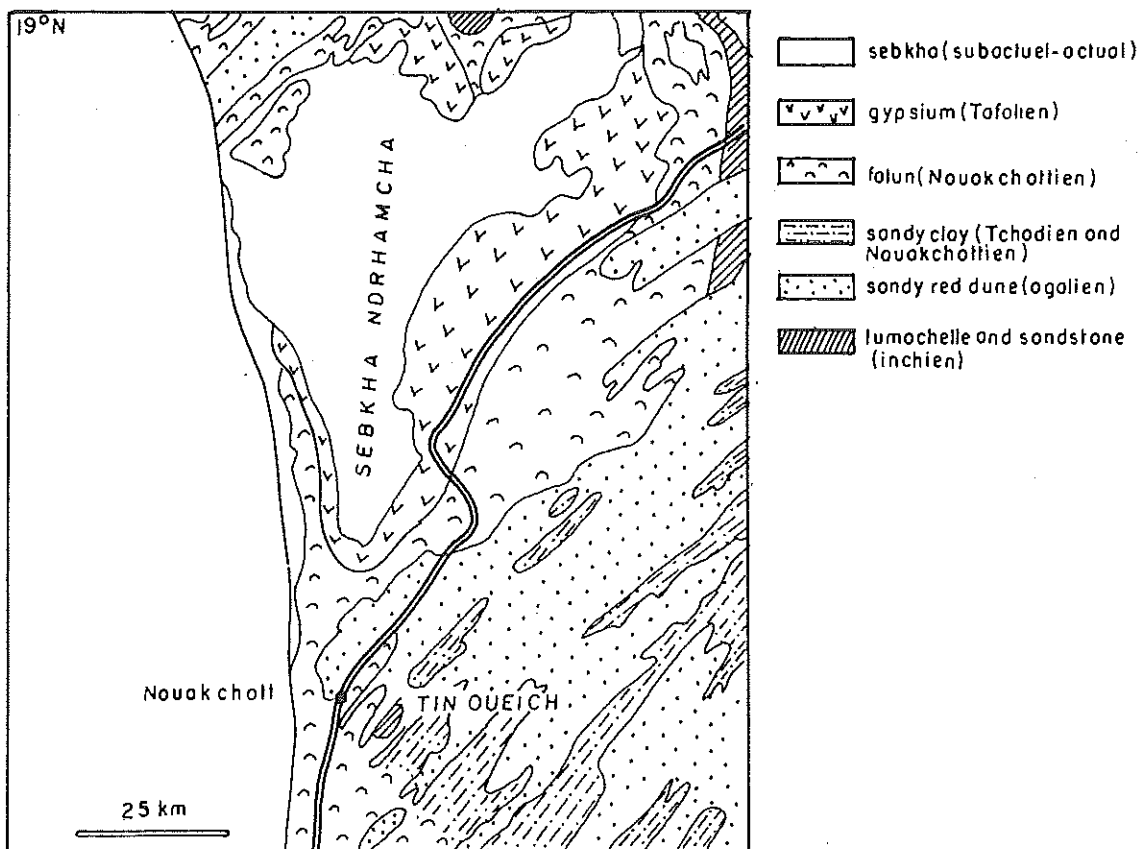 19°N
sebkha (subactuel-actual)
gypsium (Tafolien)
falun (Nouakchottien)
sandy clay (Tchadien and
Nouakchottien)
sandy red dune (ogolien)
lumachelle and sandstone
(inchien)
SEBKHA NDRHAMCHA
Nouakchott
TIN OUEICH
25 km